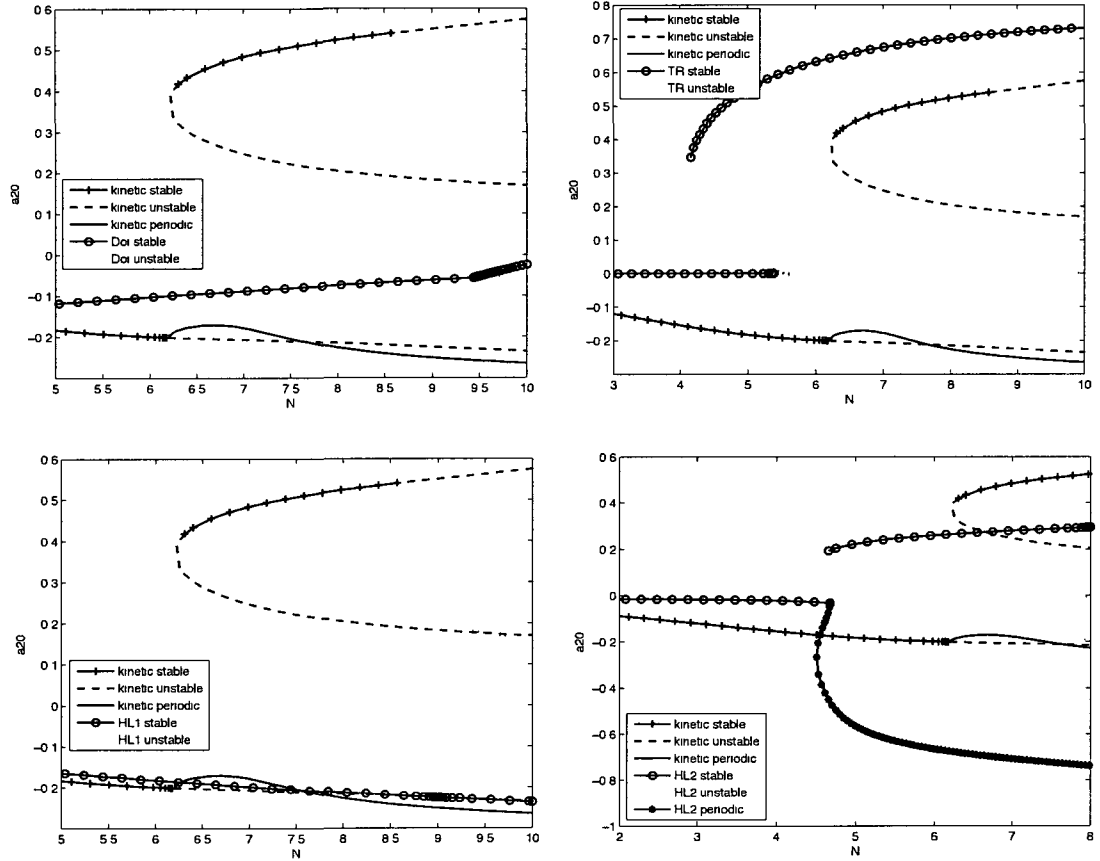 0 6
0 5
0 4
0 3
0 2
0 1
0
−0 1
−0 2
a20
kinetic stable
kinetic unstable
kinetic periodic
Doi stable
Doi unstable
5 5 5 6 6 5 7 7 5 8 8 5 9 9 5 10
N
0 8
0.7
0.6
0.5
0 4
0.3
0 2
0 1
0
−0 1
−0.2
a20
kinetic stable
kinetic unstable
kinetic periodic
TR stable
TR unstable
3 4 5 6 7 8 9 10
N
0 6
0 5
0 4
0 3
0 2
0 1
0
−0 1
−0 2
a20
kinetic stable
kinetic unstable
kinetic periodic
HL1 stable
HL1 unstable
5 5 5 6 6 5 7 7 5 8 8 5 9 9 5 10
N
0 6
0 4
0 2
0
−0.2
−0.4
−0.6
−0.8
−1
a20
kinetic stable
kinetic unstable
kinetic periodic
HL2 stable
HL2 unstable
HL2 periodic
2 3 4 5 6 7 8
N